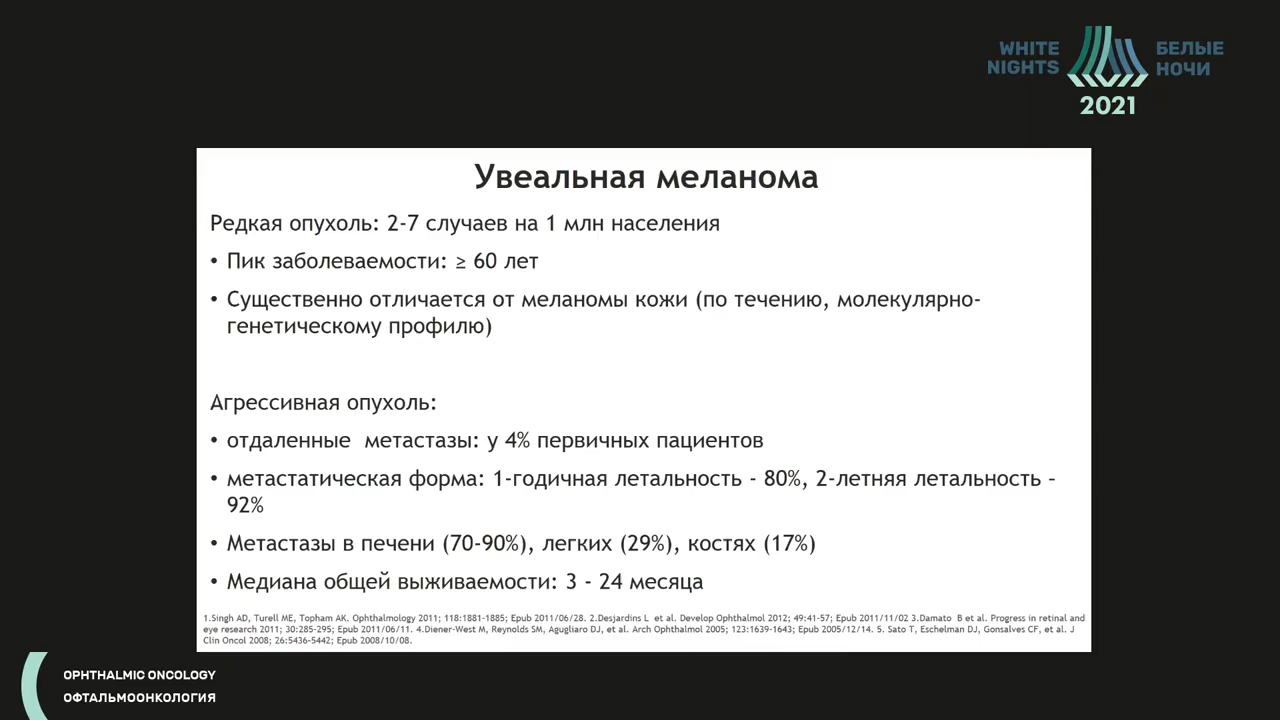 WHITE
NIGHTS
БЕЛЫЕ
НОЧИ
2021
Увеальная меланома
Редкая опухоль: 2-7 случаев на 1 млн населения
• Пик заболеваемости: ≥ 60 лет
• Существенно отличается от меланомы кожи (по течению, молекулярно-
генетическому профилю)
Агрессивная опухоль:
• отдаленные метастазы: у 4% первичных пациентов
• метастатическая форма: 1-годичная летальность - 80%, 2-летняя летальность –
92%
• Метастазы в печени (70-90%), легких (29%), костях (17%)
• Медиана общей выживаемости: 3 - 24 месяца
1.Singh AD, Turell ME, Topham AK. Ophthalmology 2011; 118:1881-1885; Epub 2011/06/28. 2.Desjardins L et al. Develop Ophthalmol 2012; 49:41-57; Epub 2011/11/02 3.Damato B et al. Progress in retinal and
eye research 2011; 30:285-295; Epub 2011/06/11. 4.Diener-West M, Reynolds SM, Agugliaro DJ, et al. Arch Ophthalmol 2005; 123:1639-1643; Epub 2005/12/14. 5. Sato T, Eschelman DJ, Gonsalves CF, et al. J
Clin Oncol 2008; 26:5436-5442; Epub 2008/10/08.
OPHTHALMIC ONCOLOGY
ОФТАЛЬМООНКОЛОГИЯ